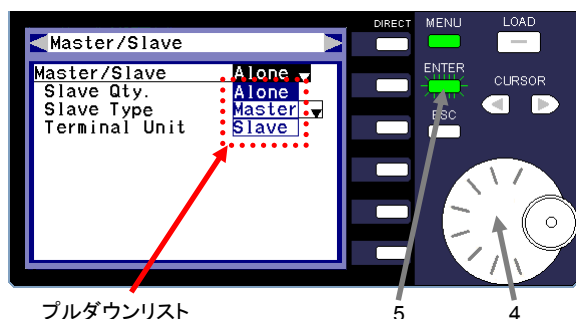 DIRECT
MENU
LOAD
Master/Slave
Master/Slave Alone
Slave Qty. Alone
Slave Type Master
Terminal Unit Slave
ENTER
CURSOR
ESC
プルダウンリスト
5
4